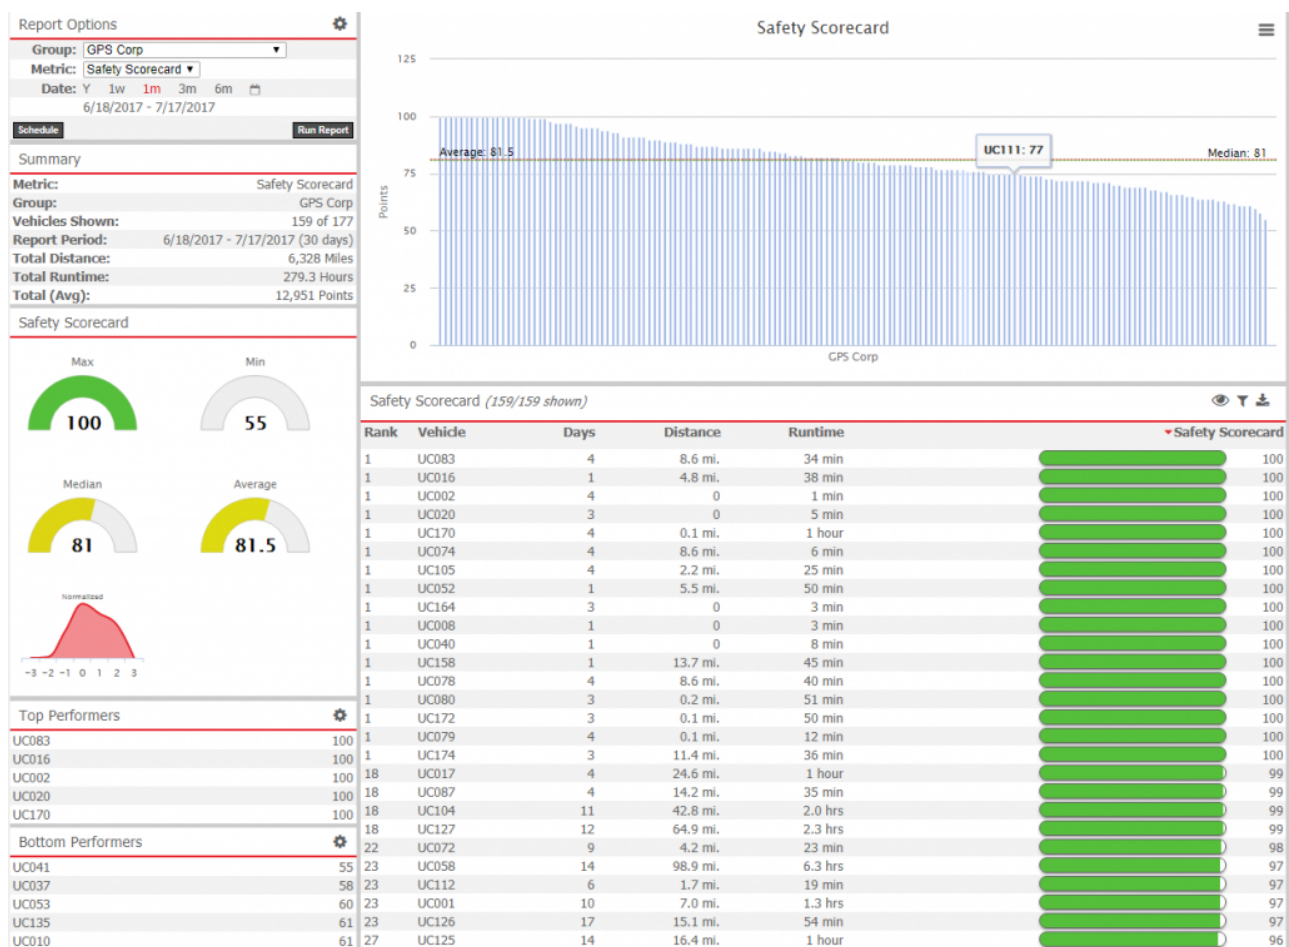 Report Options
Group: GPS Corp
Metric: Safety Scorecard
Date: Y 1w 1m 3m 6m
6/18/2017 - 7/17/2017
Schedule Run Report
Summary
Metric: Safety Scorecard
Group: GPS Corp
Vehicles Shown: 159 of 177
Report Period: 6/18/2017 - 7/17/2017 (30 days)
Total Distance: 6,328 Miles
Total Runtime: 279.3 Hours
Total (Avg): 12,951 Points
Safety Scorecard
Max Min
100 55
Median Average
81 81.5
Normalized
-3 -2 -1 0 1 2 3
Top Performers
UC083 100
UC016 100
UC002 100
UC020 100
UC170 100
Bottom Performers
UC041 55
UC037 58
UC053 60
UC135 61
UC010 61
Safety Scorecard
125
100
75
50
25
0
Points
Average: 81.5
UC111: 77
Median: 81
GPS Corp
Safety Scorecard (159/159 shown)
Rank Vehicle Days Distance Runtime Safety Scorecard
1 UC083 4 8.6 mi. 34 min 100
1 UC016 1 4.8 mi. 38 min 100
1 UC002 4 0 1 min 100
1 UC020 3 0 5 min 100
1 UC170 4 0.1 mi. 1 hour 100
1 UC074 4 8.6 mi. 6 min 100
1 UC105 4 2.2 mi. 25 min 100
1 UC052 1 5.5 mi. 50 min 100
1 UC164 3 0 3 min 100
1 UC008 1 0 3 min 100
1 UC040 1 0 8 min 100
1 UC158 1 13.7 mi. 45 min 100
1 UC078 4 8.6 mi. 40 min 100
1 UC080 3 0.2 mi. 51 min 100
1 UC172 3 0.1 mi. 50 min 100
1 UC079 4 0.1 mi. 12 min 100
1 UC174 3 11.4 mi. 36 min 100
18 UC017 4 24.6 mi. 1 hour 99
18 UC087 4 14.2 mi. 35 min 99
18 UC104 11 42.8 mi. 2.0 hrs 99
18 UC127 12 64.9 mi. 2.3 hrs 99
22 UC072 9 4.2 mi. 23 min 98
23 UC058 14 98.9 mi. 6.3 hrs 97
23 UC112 6 1.7 mi. 19 min 97
23 UC001 10 7.0 mi. 1.3 hrs 97
23 UC126 17 15.1 mi. 54 min 97
27 UC125 14 16.4 mi. 1 hour 96